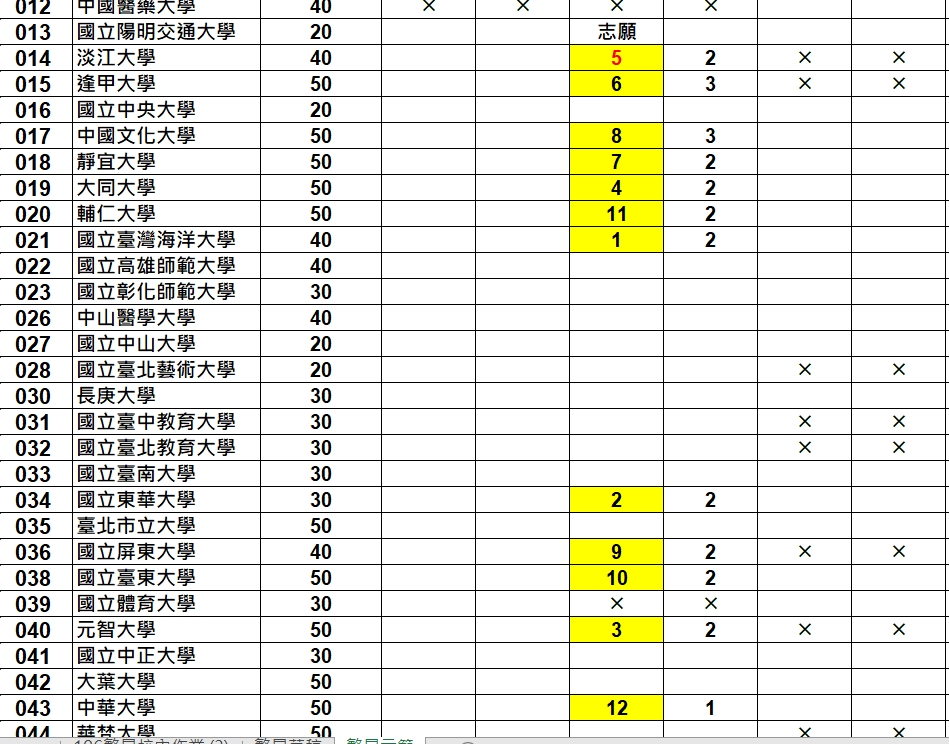 012 中國醫藥大學 40 × × × ×
013 國立陽明交通大學 20 志願
014 淡江大學 40 5 2 × ×
015 逢甲大學 50 6 3 × ×
016 國立中央大學 20
017 中國文化大學 50 8 3
018 靜宜大學 50 7 2
019 大同大學 50 4 2
020 輔仁大學 50 11 2
021 國立臺灣海洋大學 40 1 2
022 國立高雄師範大學 40
023 國立彰化師範大學 30
026 中山醫學大學 40
027 國立中山大學 20
028 國立臺北藝術大學 20 × ×
030 長庚大學 30
031 國立臺中教育大學 30 × ×
032 國立臺北教育大學 30 × ×
033 國立臺南大學 30
034 國立東華大學 30 2 2
035 臺北市立大學 50
036 國立屏東大學 40 9 2 × ×
038 國立臺東大學 50 10 2
039 國立體育大學 30 × ×
040 元智大學 50 3 2 × ×
041 國立中正大學 30
042 大葉大學 50
043 中華大學 50 12 1
044 華梵大學 50 × ×